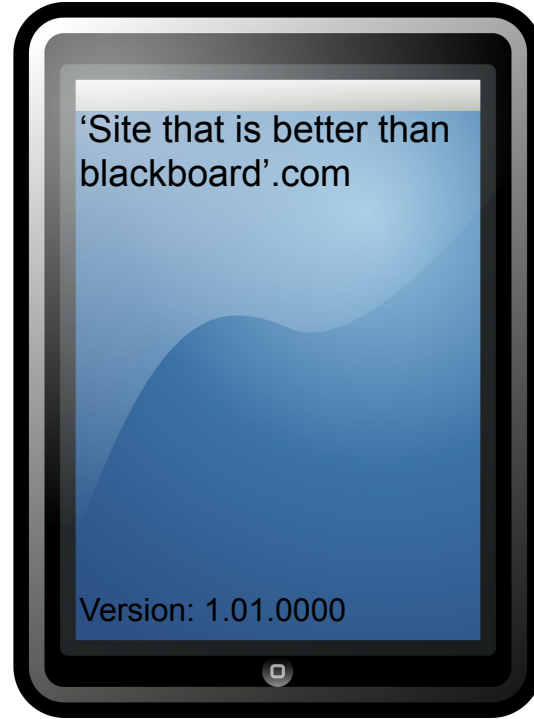 ‘Site that is better than
blackboard’.com
Version: 1.01.0000